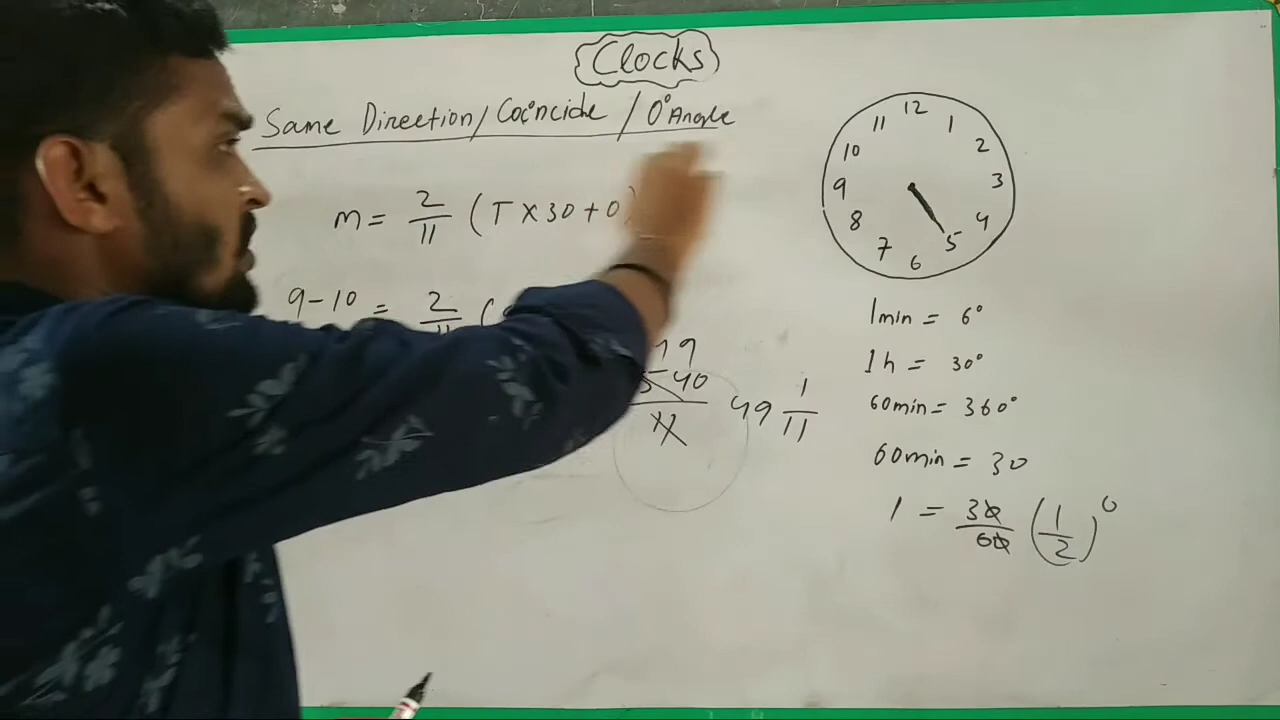 Clocks
Same Direction/Coincide/0° Angle
m = 2/11 (T×30+0)
9-10 = 2/11 (
540/11 49 1/11
12
11 1
10 2
9 3
8 4
7 5
6
1min = 6°
1h = 30°
60min = 360°
60min = 30
1 = 30/60 (1/2)°